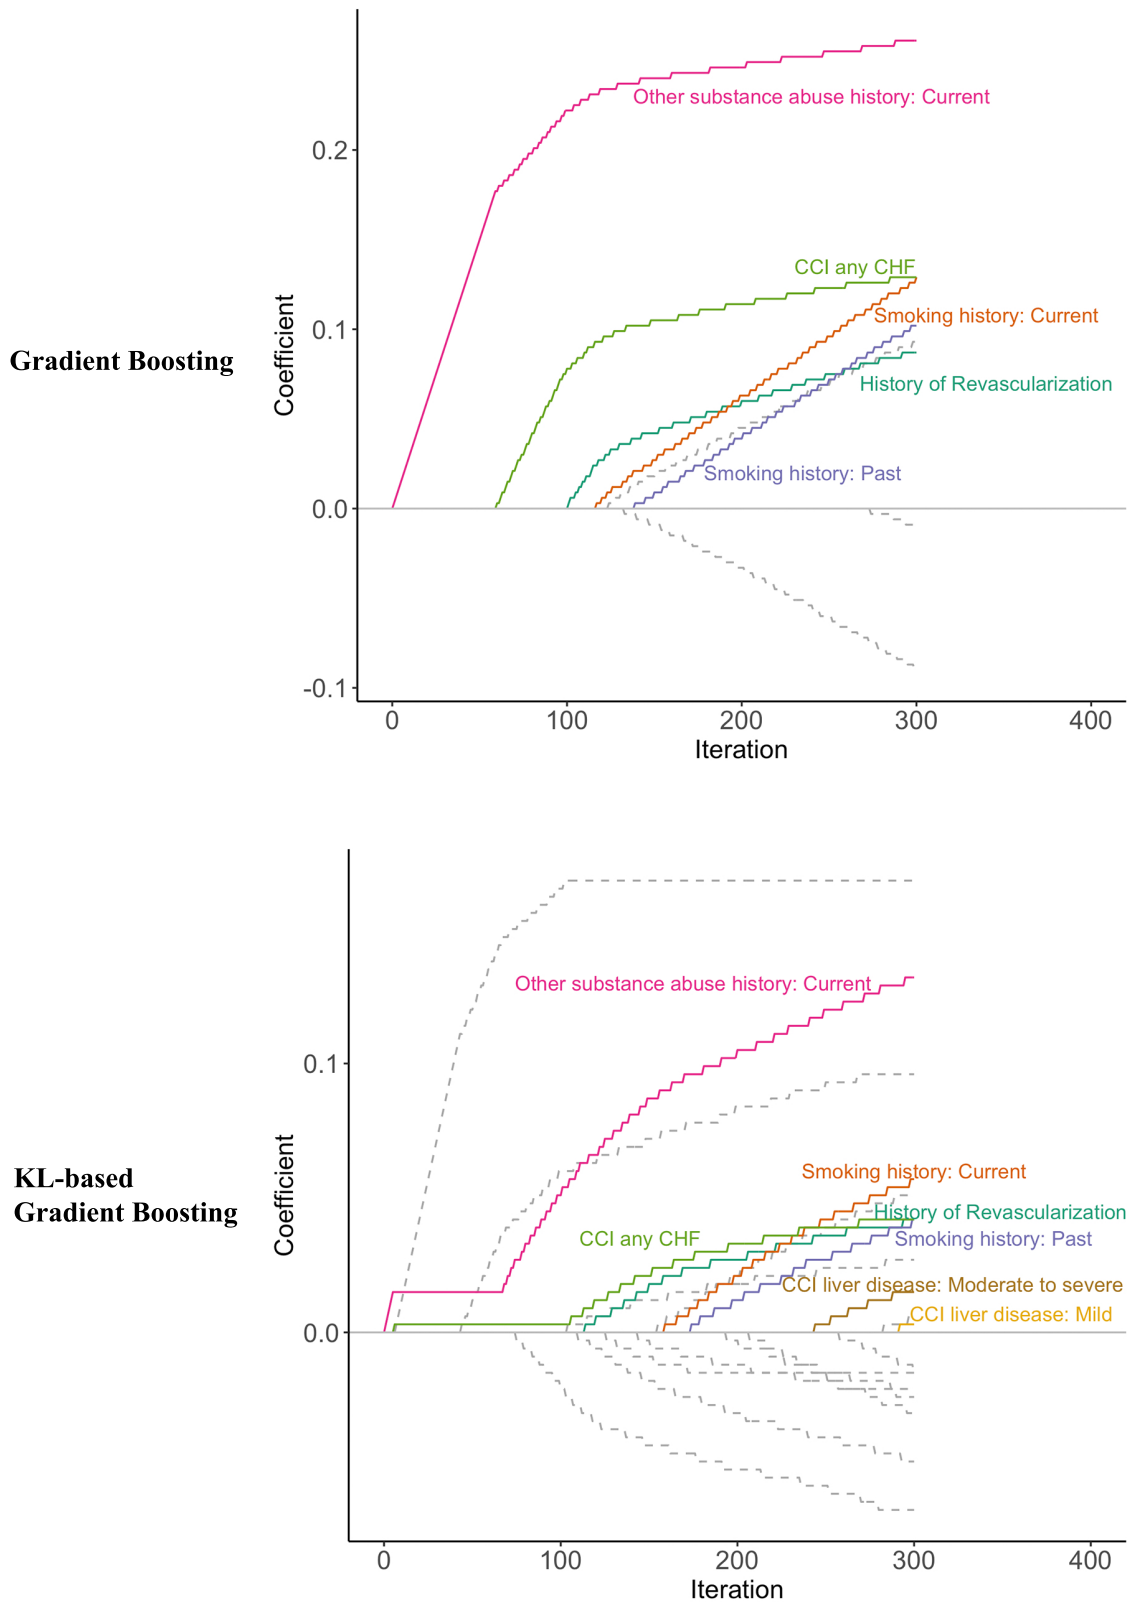 Other substance abuse history: Current
0.2
CCI any CHF
Smoking history: Current
0.1
Gradient Boosting
Coefficient
History of Revascularization
Smoking history: Past
0.0
-0.1
0 100 200 300 400
Iteration
Other substance abuse history: Current
0.1
KL-based
Gradient Boosting
Coefficient
Smoking history: Current
History of Revascularization
CCI any CHF
Smoking history: Past
CCI liver disease: Moderate to severe
CCI liver disease: Mild
0.0
0 100 200 300 400
Iteration